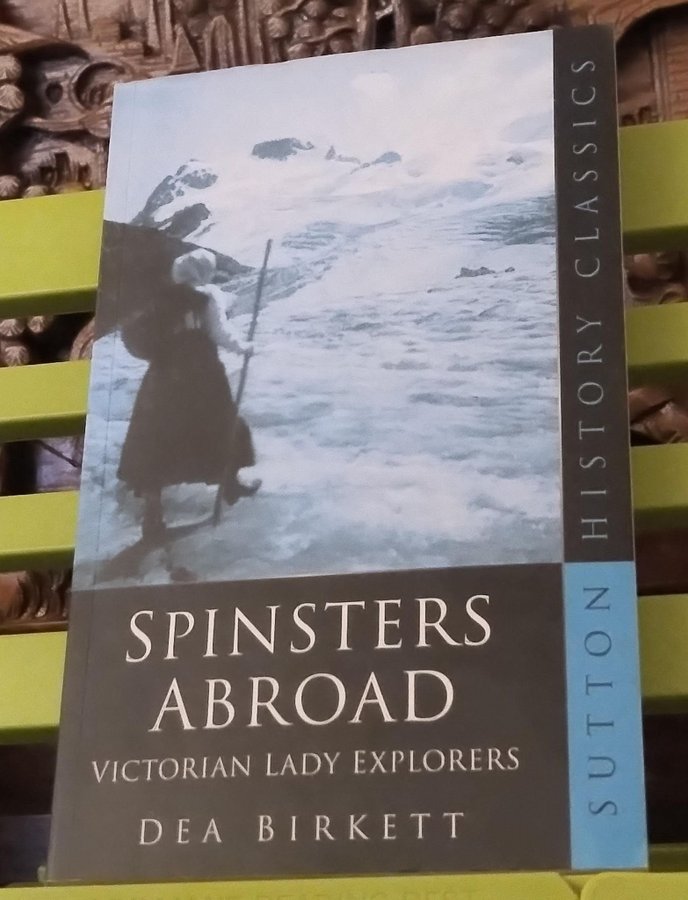 SPINSTERS
ABROAD
VICTORIAN LADY EXPLORERS
DEA BIRKETT
SUTTON HISTORY CLASSICS